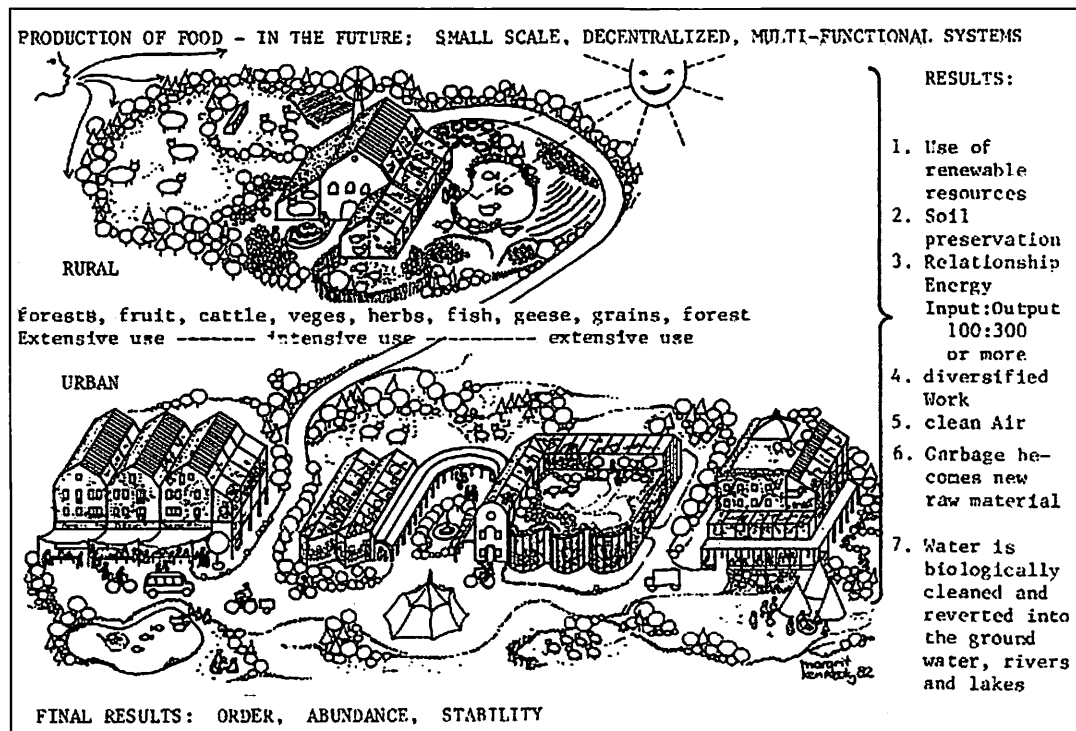 PRODUCTION OF FOOD - IN THE FUTURE; SMALL SCALE, DECENTRALIZED, MULTI-FUNCTIONAL SYSTEMS
RURAL
forests, fruit, cattle, veges, herbs, fish, geese, grains, forest
Extensive use ------- intensive use -------- extensive use
URBAN
RESULTS:
1. Use of
renewable
resources
2. Soil
preservation
3. Relationship
Energy
Input:Output
100:300
or more
4. diversified
Work
5. clean Air
6. Garbage be-
comes new
raw material
7. Water is
biologically
cleaned and
reverted into
the ground
water, rivers
and lakes
margrit
kennedy 82
FINAL RESULTS: ORDER, ABUNDANCE, STABILITY